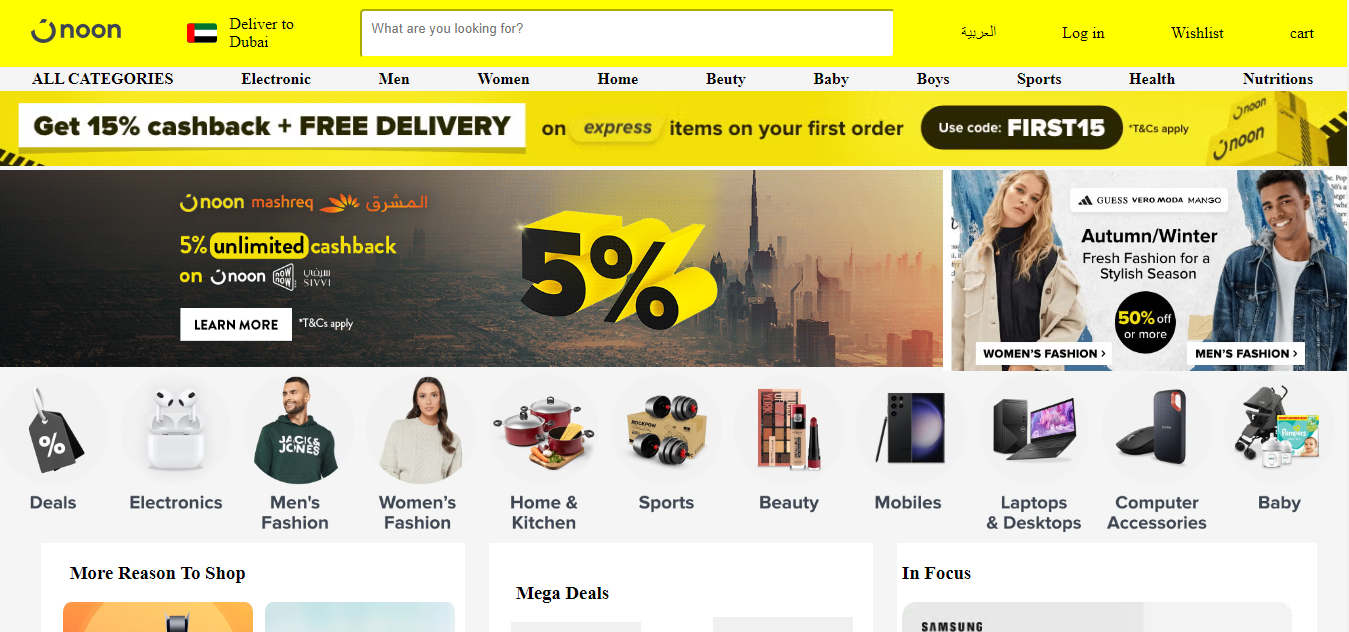 noon
Deliver to
Dubai
What are you looking for?
العربية
Log in
Wishlist
cart
ALL CATEGORIES Electronic Men Women Home Beuty Baby Boys Sports Health Nutritions
Get 15% cashback + FREE DELIVERY on express items on your first order Use code: FIRST15 *T&Cs apply
noon
noon
noon mashreq المشرق
5% unlimited cashback
on noon NOW NOW SIVVI
LEARN MORE *T&Cs apply
5%
GUESS VERO MODA MANGO
Autumn/Winter
Fresh Fashion for a
Stylish Season
50% off
or more
WOMEN'S FASHION ›
MEN'S FASHION ›
%
JACK&
JONES
ROCKPOW
Pampers
Deals
Electronics
Men's
Fashion
Women's
Fashion
Home &
Kitchen
Sports
Beauty
Mobiles
Laptops
& Desktops
Computer
Accessories
Baby
More Reason To Shop
Mega Deals
In Focus
SAMSUNG